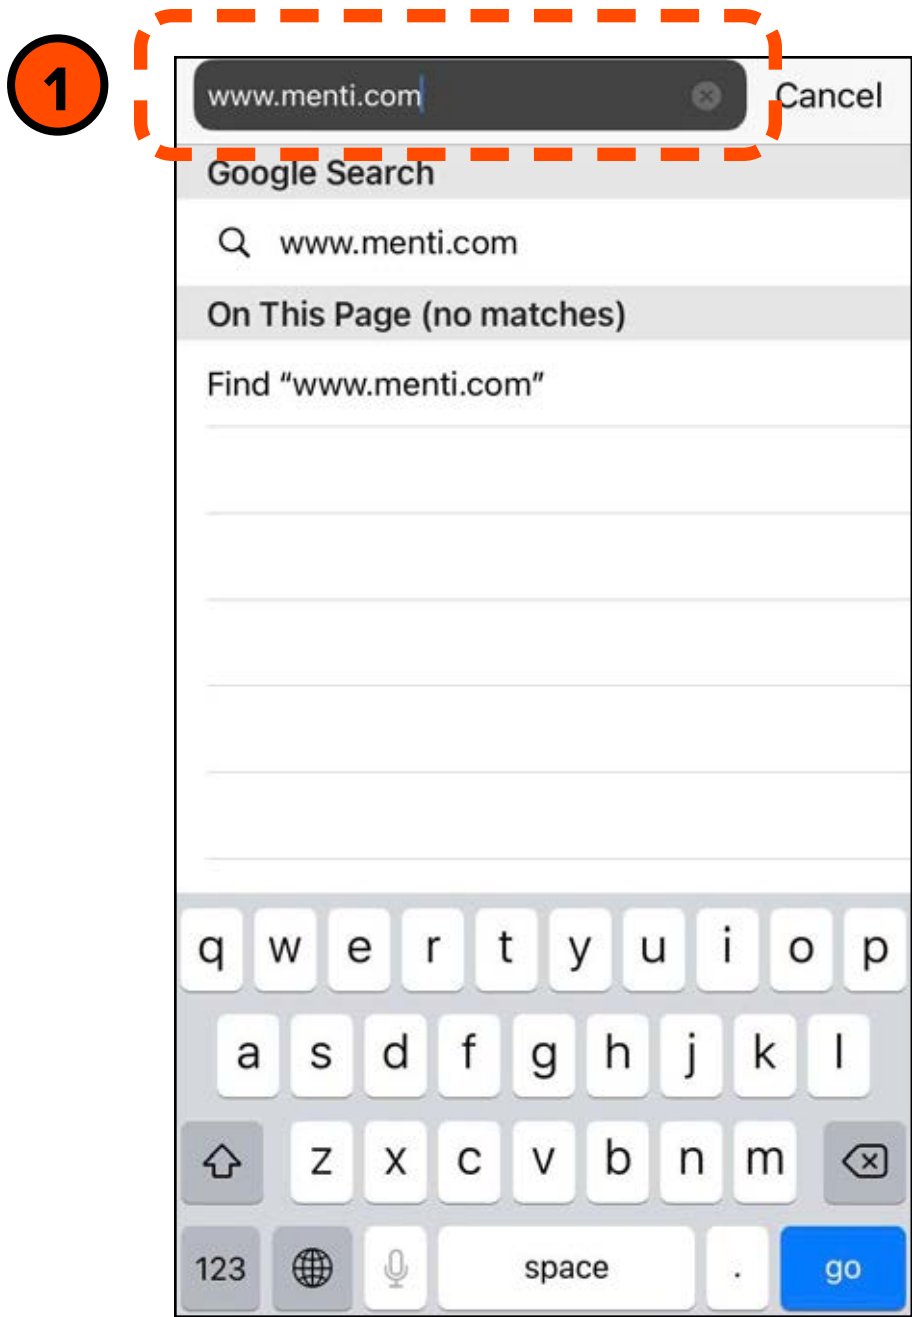 1
www.menti.com
Cancel
Google Search
www.menti.com
On This Page (no matches)
Find “www.menti.com”
q w e r t y u i o p
a s d f g h j k l
z x c v b n m
123 space . go